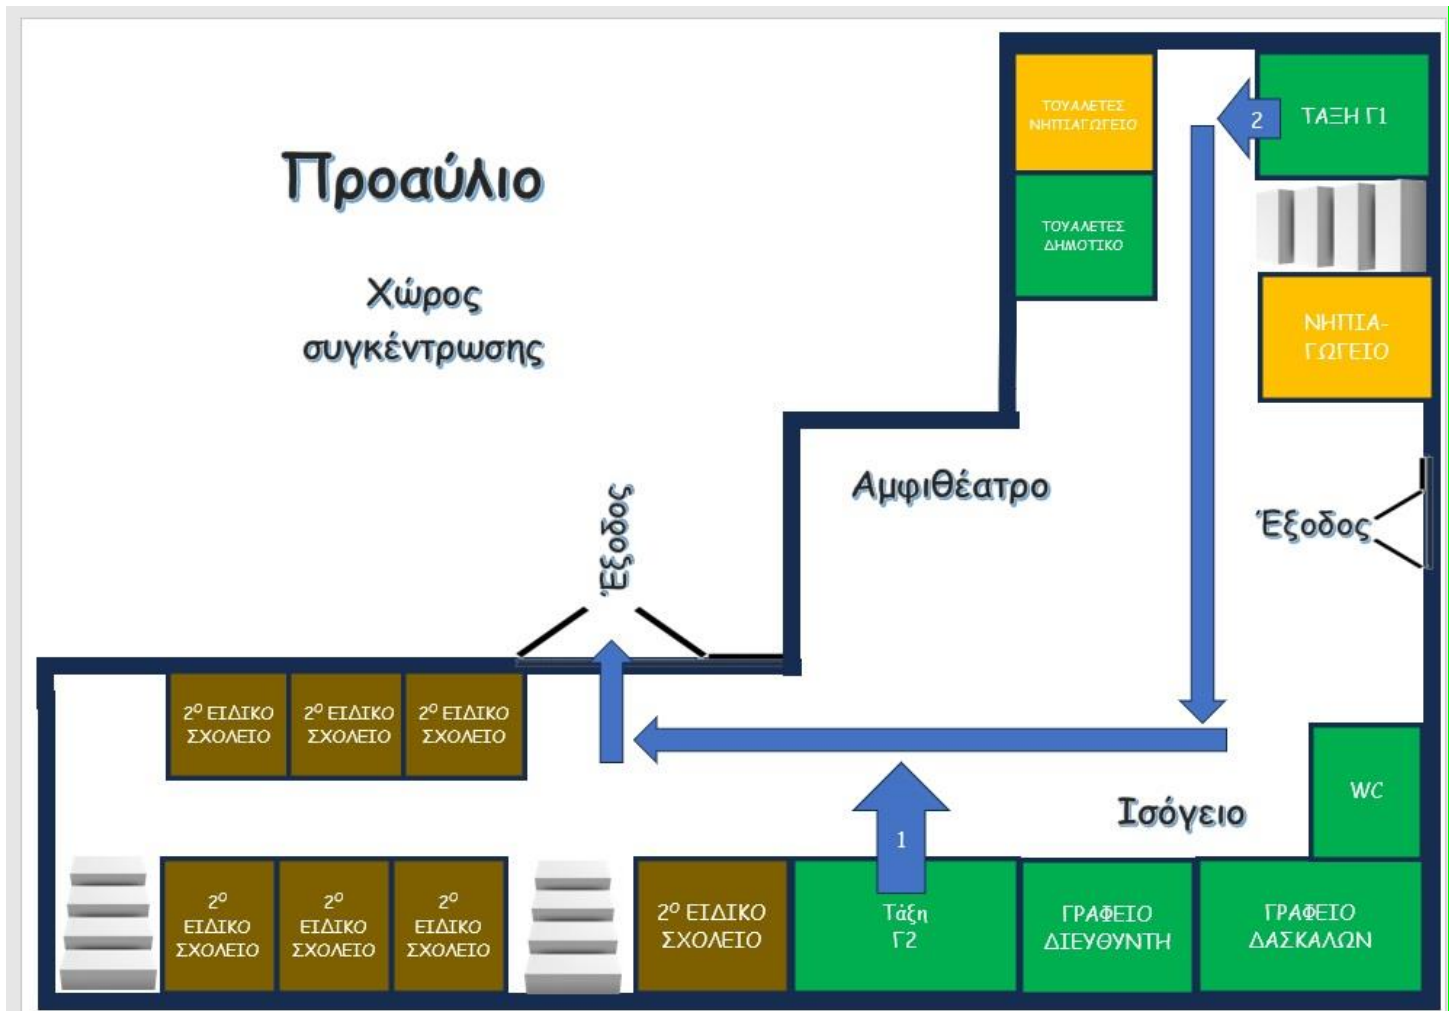 ΤΟΥΑΛΕΤΕΣ
ΝΗΠΙΑΓΩΓΕΙΟ
2
ΤΑΞΗ Γ1
Προαύλιο
ΤΟΥΑΛΕΤΕΣ
ΔΗΜΟΤΙΚΟ
Χώρος
συγκέντρωσης
ΝΗΠΙΑ-
ΓΩΓΕΙΟ
Αμφιθέατρο
Έξοδος
Έξοδος
2Ο ΕΙΔΙΚΟ
ΣΧΟΛΕΙΟ
2Ο ΕΙΔΙΚΟ
ΣΧΟΛΕΙΟ
2Ο ΕΙΔΙΚΟ
ΣΧΟΛΕΙΟ
WC
Ισόγειο
1
2Ο
ΕΙΔΙΚΟ
ΣΧΟΛΕΙΟ
2Ο
ΕΙΔΙΚΟ
ΣΧΟΛΕΙΟ
2Ο
ΕΙΔΙΚΟ
ΣΧΟΛΕΙΟ
2Ο ΕΙΔΙΚΟ
ΣΧΟΛΕΙΟ
Τάξη
Γ2
ΓΡΑΦΕΙΟ
ΔΙΕΥΘΥΝΤΗ
ΓΡΑΦΕΙΟ
ΔΑΣΚΑΛΩΝ